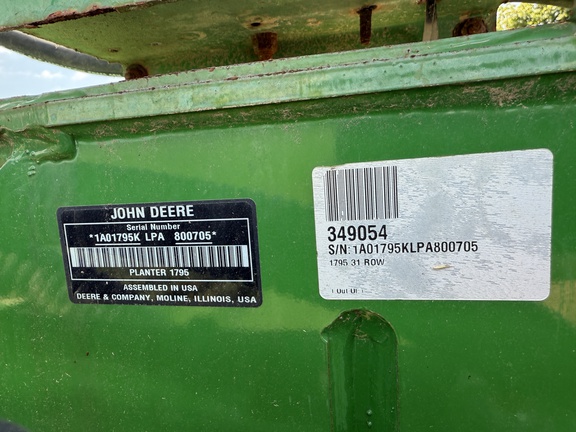 JOHN DEERE
Serial Number
*1A01795K LPA 800705*
PLANTER 1795
ASSEMBLED IN USA
DEERE & COMPANY, MOLINE, ILLINOIS, USA
349054
S/N: 1A01795KLPA800705
1795 31 ROW